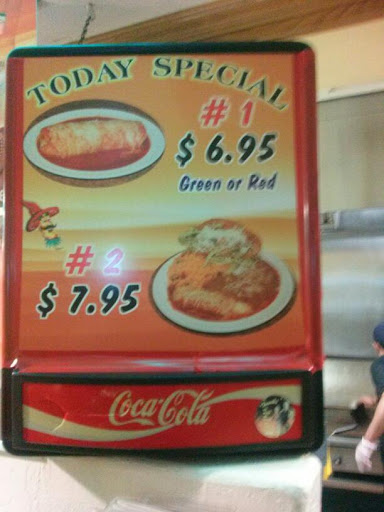 TODAY SPECIAL
# 1
$ 6.95
Green or Red
# 2
$ 7.95
Coca-Cola